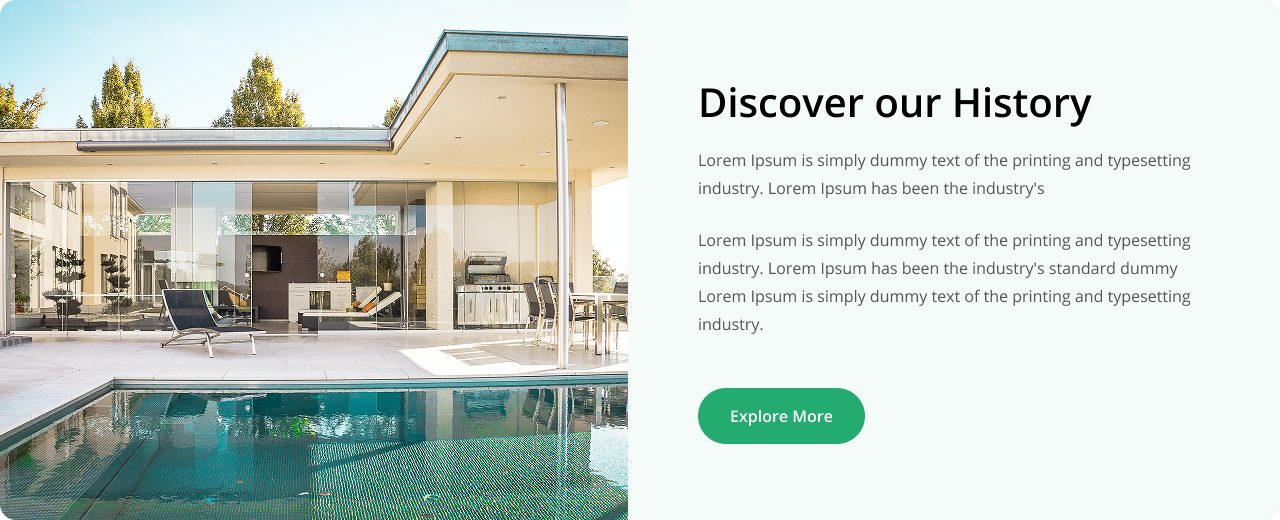 Discover our History
Lorem Ipsum is simply dummy text of the printing and typesetting
industry. Lorem Ipsum has been the industry's
Lorem Ipsum is simply dummy text of the printing and typesetting
industry. Lorem Ipsum has been the industry's standard dummy
Lorem Ipsum is simply dummy text of the printing and typesetting
industry.
Explore More